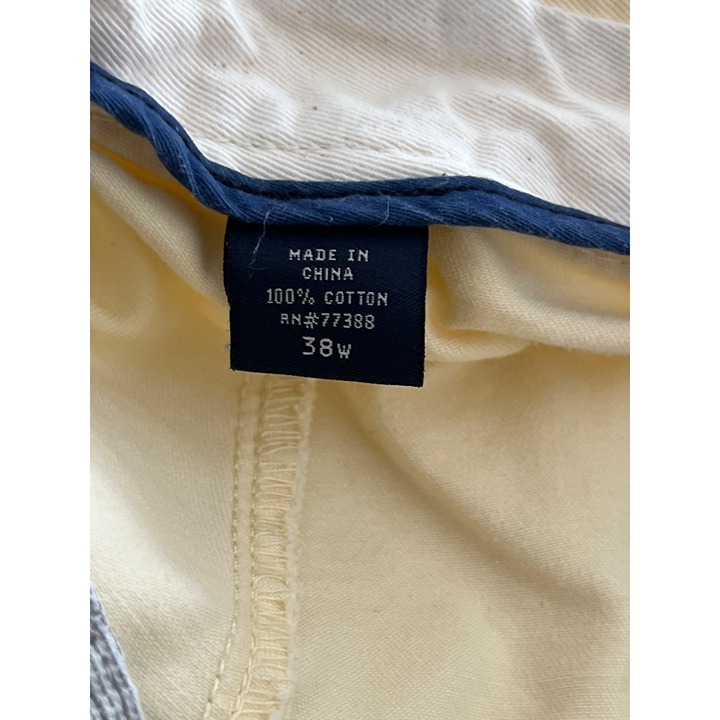 MADE IN
CHINA
100% COTTON
RN#77388
38W